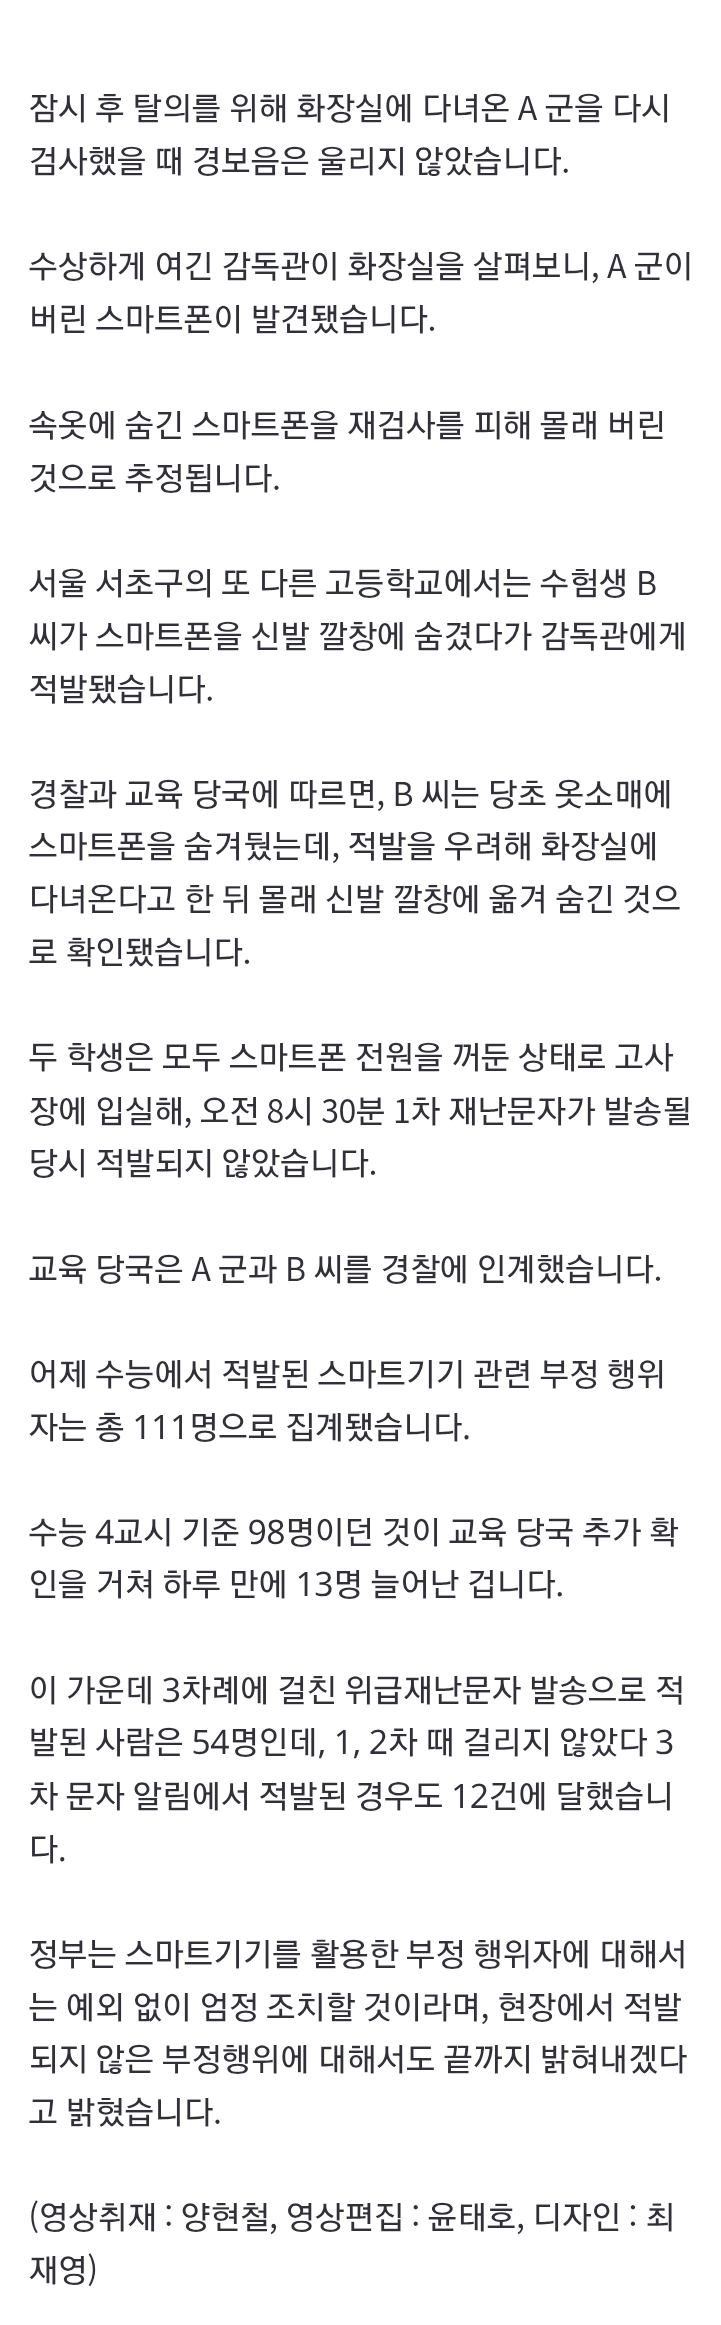 잠시 후 탈의를 위해 화장실에 다녀온 A 군을 다시
검사했을 때 경보음은 울리지 않았습니다.
수상하게 여긴 감독관이 화장실을 살펴보니, A 군이
버린 스마트폰이 발견됐습니다.
속옷에 숨긴 스마트폰을 재검사를 피해 몰래 버린
것으로 추정됩니다.
서울 서초구의 또 다른 고등학교에서는 수험생 B
씨가 스마트폰을 신발 깔창에 숨겼다가 감독관에게
적발됐습니다.
경찰과 교육 당국에 따르면, B 씨는 당초 옷소매에
스마트폰을 숨겨뒀는데, 적발을 우려해 화장실에
다녀온다고 한 뒤 몰래 신발 깔창에 옮겨 숨긴 것으
로 확인됐습니다.
두 학생은 모두 스마트폰 전원을 꺼둔 상태로 고사
장에 입실해, 오전 8시 30분 1차 재난문자가 발송될
당시 적발되지 않았습니다.
교육 당국은 A 군과 B 씨를 경찰에 인계했습니다.
어제 수능에서 적발된 스마트기기 관련 부정 행위
자는 총 111명으로 집계됐습니다.
수능 4교시 기준 98명이던 것이 교육 당국 추가 확
인을 거쳐 하루 만에 13명 늘어난 겁니다.
이 가운데 3차례에 걸친 위급재난문자 발송으로 적
발된 사람은 54명인데, 1, 2차 때 걸리지 않았다 3
차 문자 알림에서 적발된 경우도 12건에 달했습니
다.
정부는 스마트기기를 활용한 부정 행위자에 대해서
는 예외 없이 엄정 조치할 것이라며, 현장에서 적발
되지 않은 부정행위에 대해서도 끝까지 밝혀내겠다
고 밝혔습니다.
(영상취재 : 양현철, 영상편집 : 윤태호, 디자인 : 최
재영)